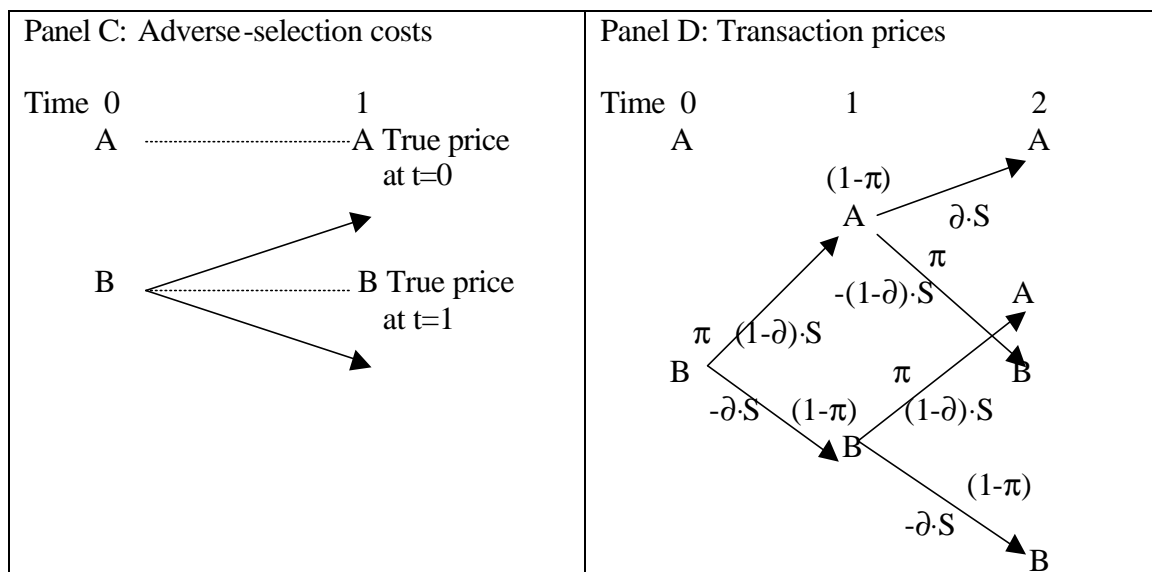 Panel C: Adverse-selection costs
Time 0 1
A A True price
at t=0
B B True price
at t=1
Panel D: Transaction prices
Time 0 1 2
A A
(1-π)
A ∂·S
π
-(1-∂)·S A
π (1-∂)·S
B π B
-∂·S (1-π) (1-∂)·S
B
(1-π)
-∂·S
B